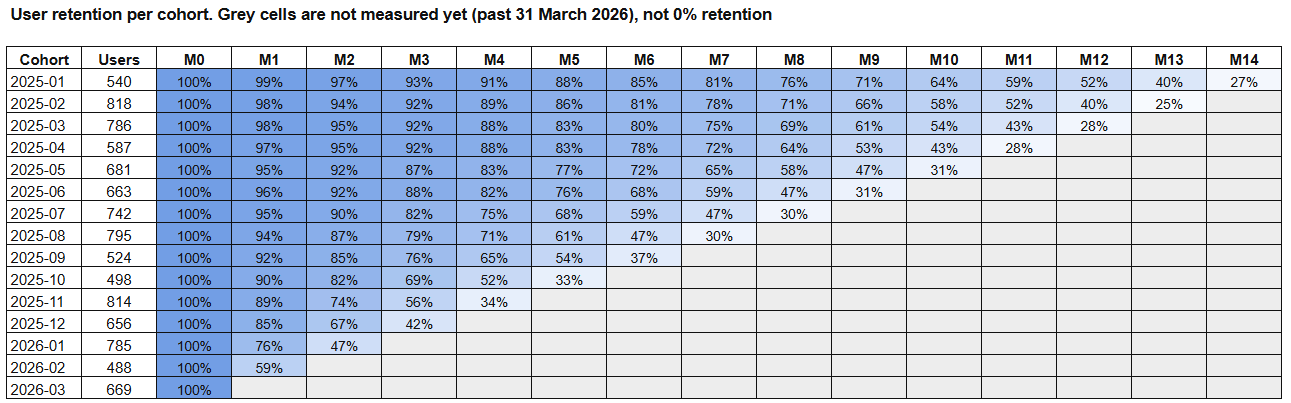 User retention per cohort. Grey cells are not measured yet (past 31 March 2026), not 0% retention
Cohort Users M0 M1 M2 M3 M4 M5 M6 M7 M8 M9 M10 M11 M12 M13 M14
2025-01 540 100% 99% 97% 93% 91% 88% 85% 81% 76% 71% 64% 59% 52% 40% 27%
2025-02 818 100% 98% 94% 92% 89% 86% 81% 78% 71% 66% 58% 52% 40% 25%
2025-03 786 100% 98% 95% 92% 88% 83% 80% 75% 69% 61% 54% 43% 28%
2025-04 587 100% 97% 95% 92% 88% 83% 78% 72% 64% 53% 43% 28%
2025-05 681 100% 95% 92% 87% 83% 77% 72% 65% 58% 47% 31%
2025-06 663 100% 96% 92% 88% 82% 76% 68% 59% 47% 31%
2025-07 742 100% 95% 90% 82% 75% 68% 59% 47% 30%
2025-08 795 100% 94% 87% 79% 71% 61% 47% 30%
2025-09 524 100% 92% 85% 76% 65% 54% 37%
2025-10 498 100% 90% 82% 69% 52% 33%
2025-11 814 100% 89% 74% 56% 34%
2025-12 656 100% 85% 67% 42%
2026-01 785 100% 76% 47%
2026-02 488 100% 59%
2026-03 669 100%